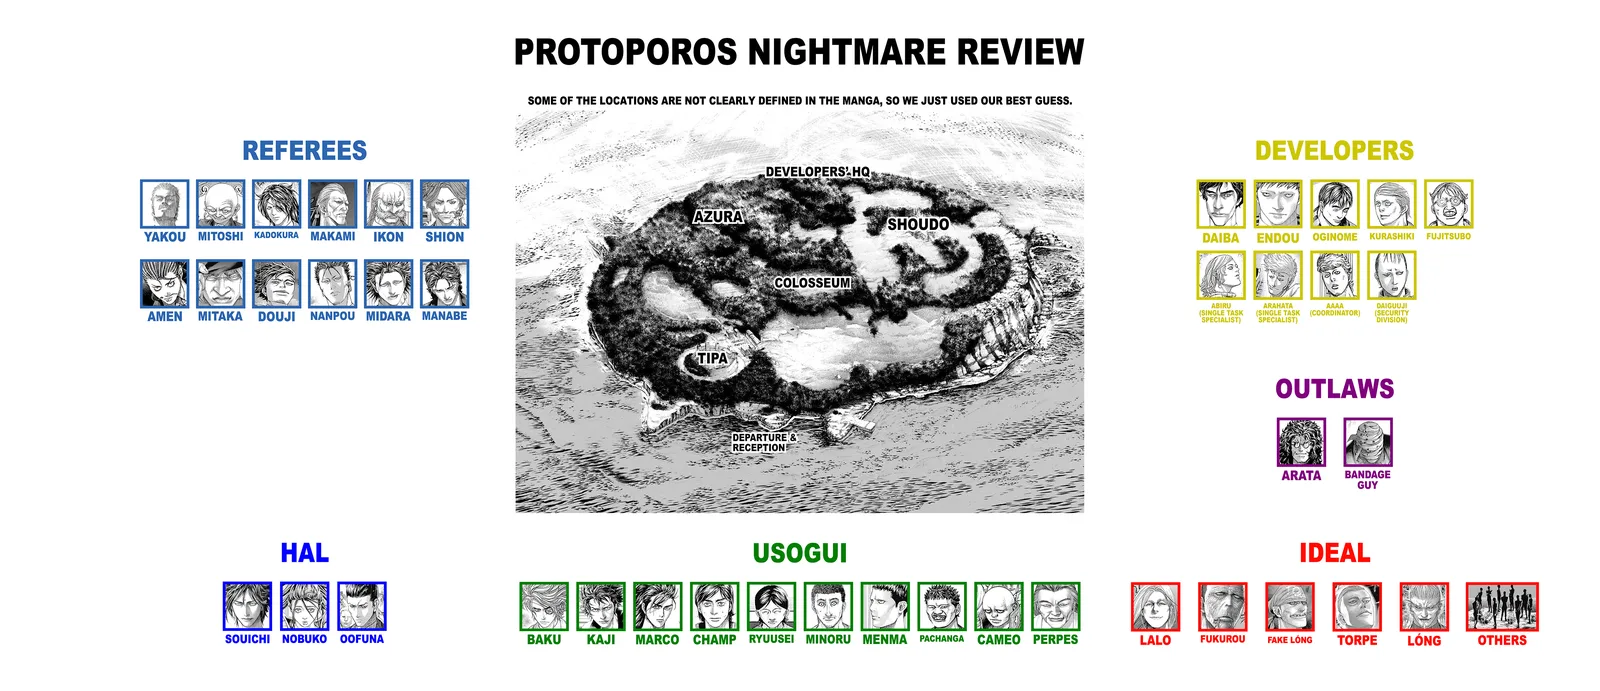 PROTOPOROS NIGHTMARE REVIEW
SOME OF THE LOCATIONS ARE NOT CLEARLY DEFINED IN THE MANGA, SO WE JUST USED OUR BEST GUESS.
REFEREES
YAKOU MITOSHI KADOKURA MAKAMI IKON SHION
AMEN MITAKA DOUJI NANPOU MIDARA MANABE
DEVELOPERS' HQ
AZURA
SHOUDO
COLOSSEUM
TIPA
DEPARTURE &
RECEPTION
DEVELOPERS
DAIBA ENDOU OGINOME KURASHIKI FUJITSUBO
ABIRU
(SINGLE TASK
SPECIALIST)
ARAHATA
(SINGLE TASK
SPECIALIST)
AAAA
(COORDINATOR)
DAIGUUJI
(SECURITY
DIVISION)
OUTLAWS
ARATA
BANDAGE
GUY
HAL
SOUICHI NOBUKO OOFUNA
USOGUI
BAKU KAJI MARCO CHAMP RYUUSEI MINORU MENMA PACHANGA CAMEO PERPES
IDEAL
LALO FUKUROU FAKE LÓNG TORPE LÓNG OTHERS